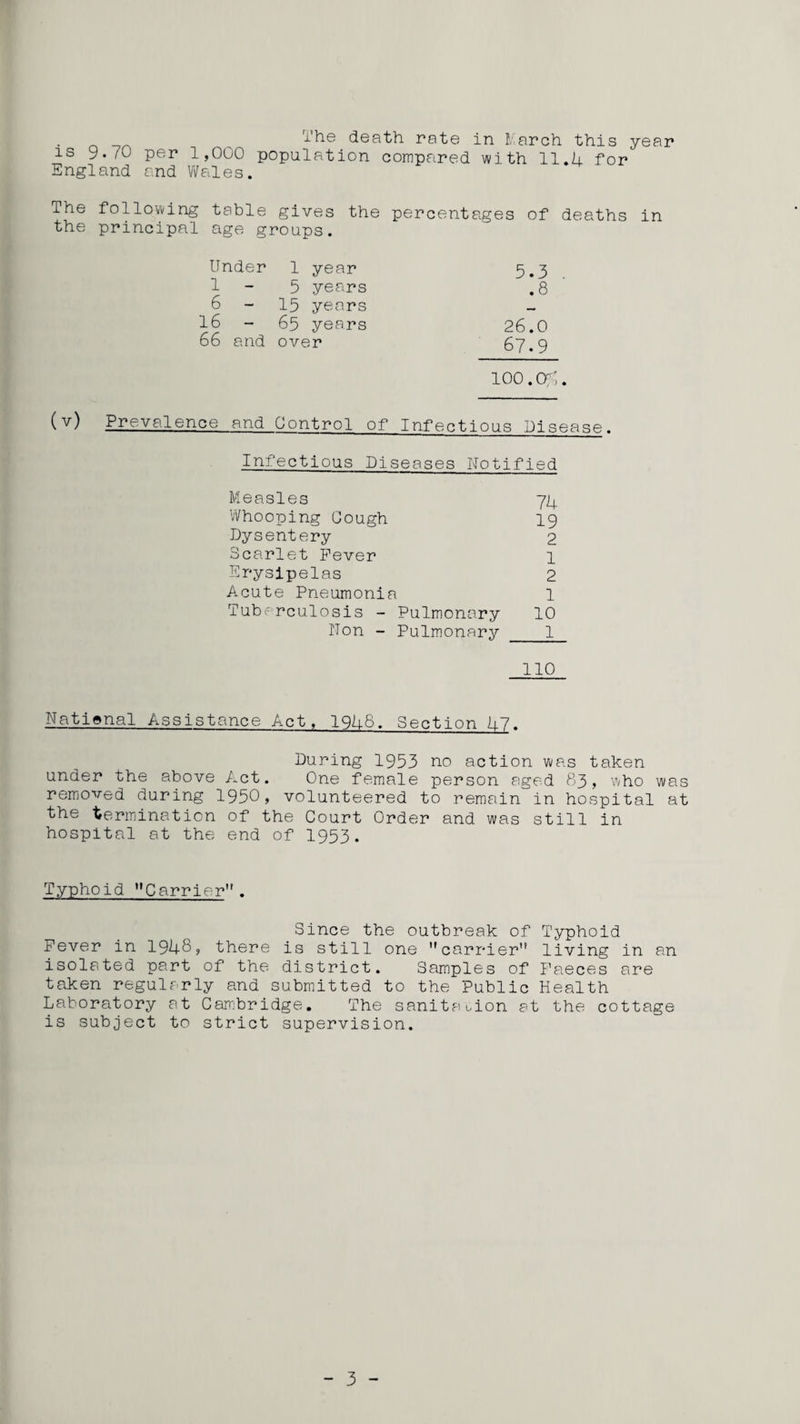 The death rate in March this year
is 9.70 per 1,000 population compared with 11.4 for
England and Wales.
The following table gives the percentages of deaths in
the principal age groups.
Under 1 year 5.3 .
1 - 5 years .8
6 - 15 years -
16 - 65 years 26.0
66 and over 67.9
100.0%.
(v) Prevalence and Control of Infectious Disease.
Infectious Diseases Notified
Measles 74
Whooping Cough 19
Dysentery 2
Scarlet Fever 1
Erysipelas 2
Acute Pneumonia 1
Tuberculosis - Pulmonary 10
Non - Pulmonary 1
110
National Assistance Act, 1948. Section 47.
During 1953 no action was taken
under the above Act. One female person aged 83, who was
removed during 1950, volunteered to remain in hospital at
the termination of the Court Order and was still in
hospital at the end of 1953.
Typhoid "Carrier".
Since the outbreak of Typhoid
Fever in 1948, there is still one "carrier" living in an
isolated part of the district. Samples of Faeces are
taken regularly and submitted to the Public Health
Laboratory at Cambridge. The sanitation at the cottage
is subject to strict supervision.
- 3 -